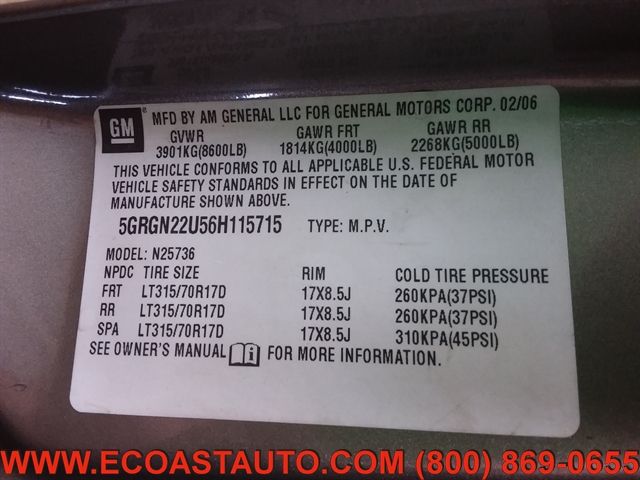 GM
MFD BY AM GENERAL LLC FOR GENERAL MOTORS CORP. 02/06
GVWR GAWR FRT GAWR RR
3901KG(8600LB) 1814KG(4000LB) 2268KG(5000LB)
THIS VEHICLE CONFORMS TO ALL APPLICABLE U.S. FEDERAL MOTOR
VEHICLE SAFETY STANDARDS IN EFFECT ON THE DATE OF
MANUFACTURE SHOWN ABOVE.
5GRGN22U56H115715 TYPE: M.P.V.
MODEL: N25736
NPDC TIRE SIZE RIM COLD TIRE PRESSURE
FRT LT315/70R17D 17X8.5J 260KPA(37PSI)
RR LT315/70R17D 17X8.5J 260KPA(37PSI)
SPA LT315/70R17D 17X8.5J 310KPA(45PSI)
SEE OWNER'S MANUAL FOR MORE INFORMATION.
WWW.ECOASTAUTO.COM (800) 869-0655